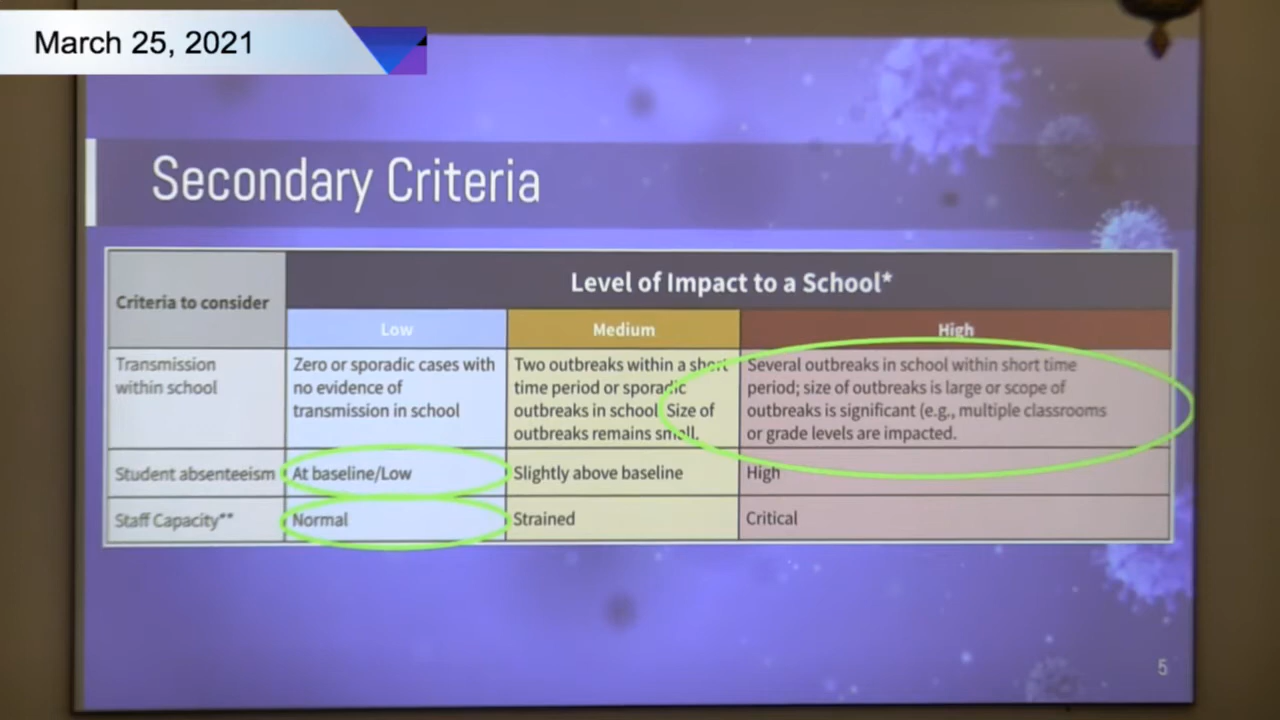 March 25, 2021
Secondary Criteria
Criteria to consider
Level of Impact to a School*
Low
Medium
High
Transmission
within school
Zero or sporadic cases with
no evidence of
transmission in school
Two outbreaks within a short
time period or sporadic
outbreaks in school. Size of
outbreaks remains small.
Several outbreaks in school within short time
period; size of outbreaks is large or scope of
outbreaks is significant (e.g., multiple classrooms
or grade levels are impacted.
Student absenteeism
At baseline/Low
Slightly above baseline
High
Staff Capacity**
Normal
Strained
Critical
5